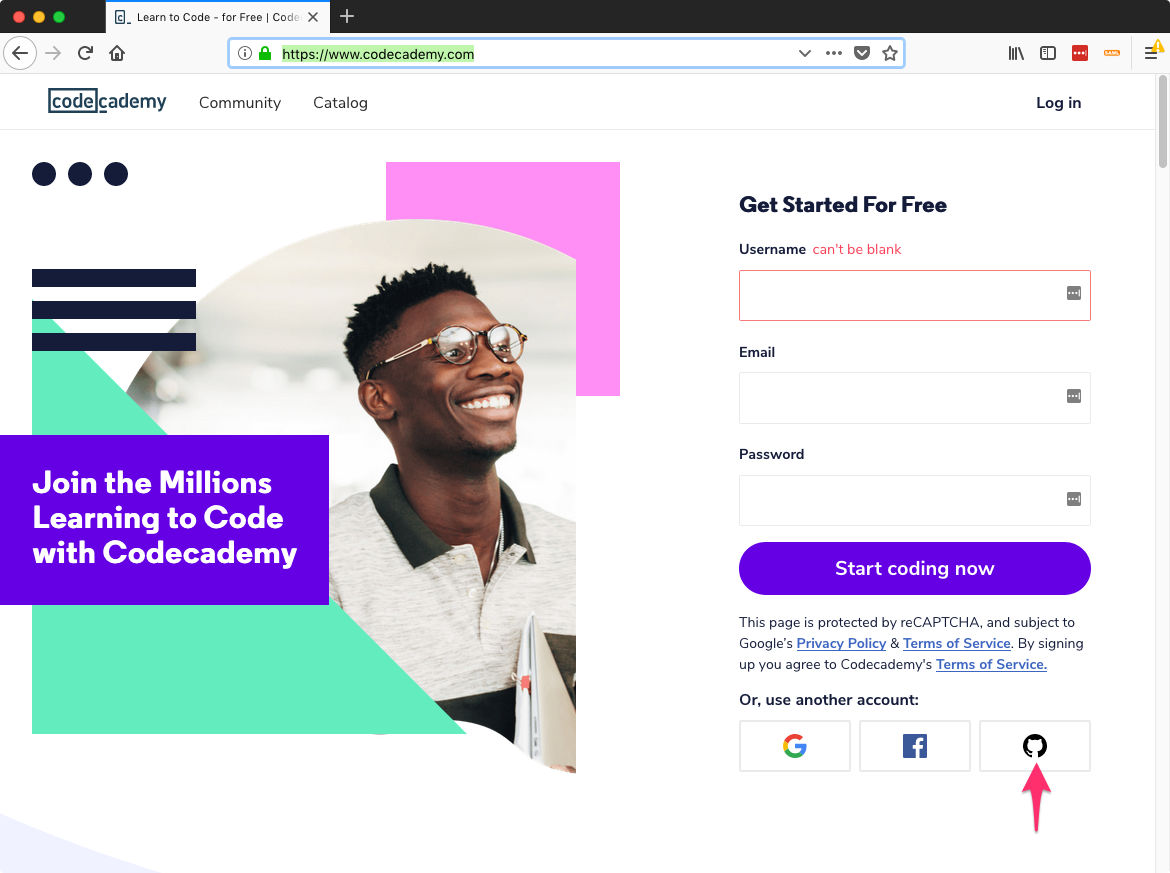 Learn to Code - for Free | Code
https://www.codecademy.com
SAML
codecademy
Community
Catalog
Log in
Get Started For Free
Username can't be blank
Email
Password
Join the Millions
Learning to Code
with Codecademy
Start coding now
This page is protected by reCAPTCHA, and subject to
Google's Privacy Policy & Terms of Service. By signing
up you agree to Codecademy's Terms of Service.
Or, use another account: